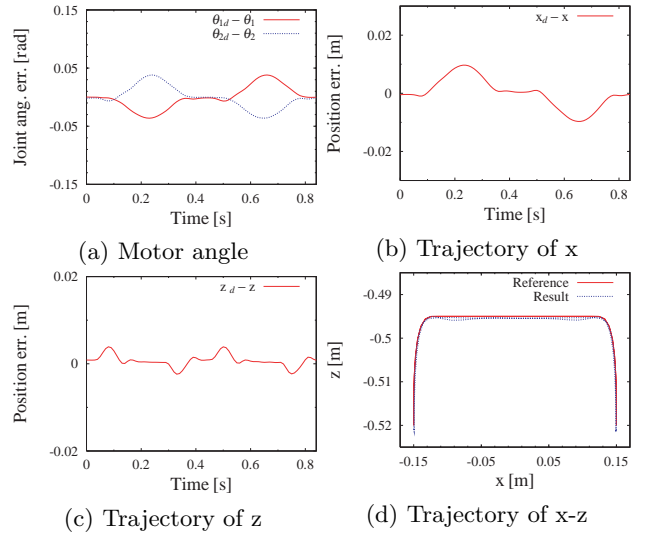 θ1d − θ1
θ2d − θ2
Joint ang. err. [rad]
0.15
0.05
-0.05
-0.15
0 0.2 0.4 0.6 0.8
Time [s]
(a) Motor angle
xd − x
Position err. [m]
0.02
0
-0.02
0 0.2 0.4 0.6 0.8
Time [s]
(b) Trajectory of x
z d − z
Position err. [m]
0.02
0
-0.02
0 0.2 0.4 0.6 0.8
Time [s]
(c) Trajectory of z
Reference
Result
z [m]
-0.49
-0.5
-0.51
-0.52
-0.15 -0.05 0.05 0.15
x [m]
(d) Trajectory of x-z